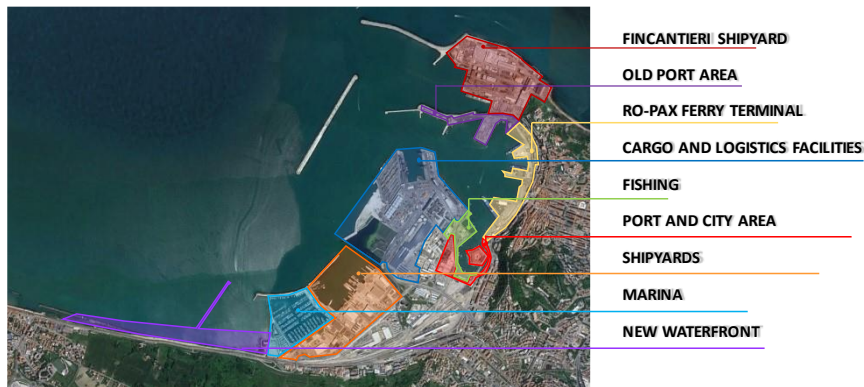 FINCANTIERI SHIPYARD
OLD PORT AREA
RO-PAX FERRY TERMINAL
CARGO AND LOGISTICS FACILITIES
FISHING
PORT AND CITY AREA
SHIPYARDS
MARINA
NEW WATERFRONT